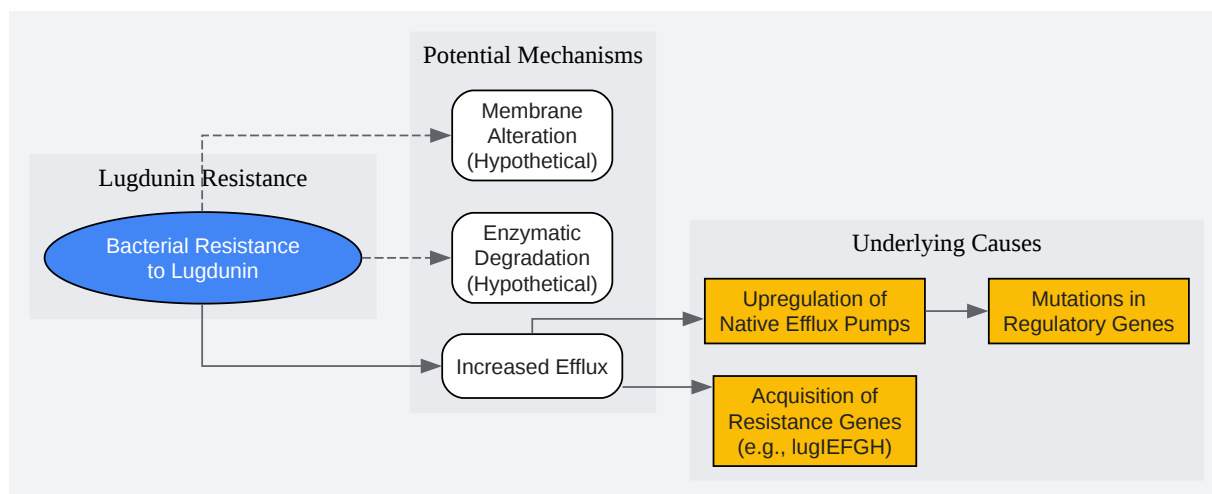 Potential Mechanisms
Membrane
Alteration
(Hypothetical)
Lugdunin Resistance
Bacterial Resistance
to Lugdunin
Enzymatic
Degradation
(Hypothetical)
Increased Efflux
Underlying Causes
Upregulation of
Native Efflux Pumps
Mutations in
Regulatory Genes
Acquisition of
Resistance Genes
(e.g., lugIEFGH)